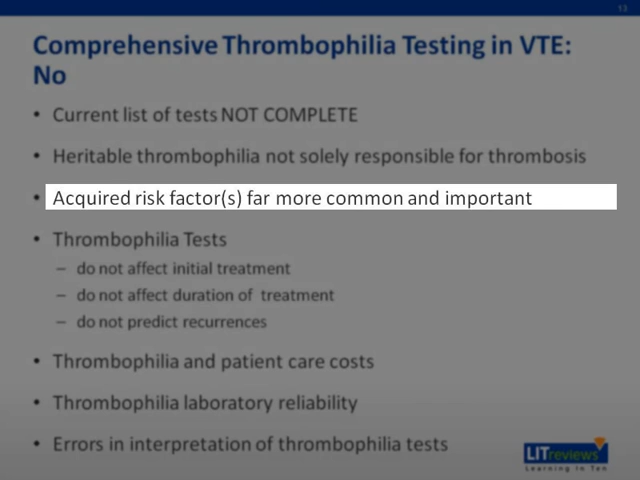 13
Comprehensive Thrombophilia Testing in VTE:
No
• Current list of tests NOT COMPLETE
• Heritable thrombophilia not solely responsible for thrombosis
• Acquired risk factor(s) far more common and important
• Thrombophilia Tests
– do not affect initial treatment
– do not affect duration of treatment
– do not predict recurrences
• Thrombophilia and patient care costs
• Thrombophilia laboratory reliability
• Errors in interpretation of thrombophilia tests
LITreviews
Learning In Ten